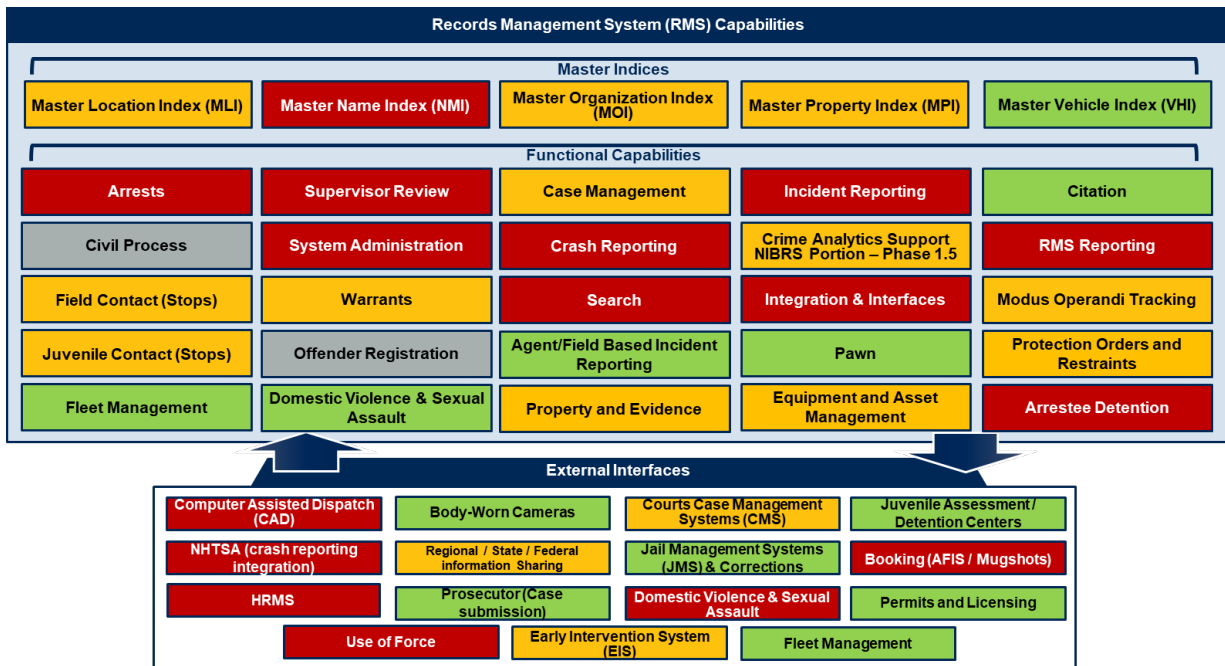 Records Management System (RMS) Capabilities
Master Indices
Master Location Index (MLI)
Master Name Index (NMI)
Master Organization Index
(MOI)
Master Property Index (MPI)
Master Vehicle Index (VHI)
Functional Capabilities
Arrests
Supervisor Review
Case Management
Incident Reporting
Citation
Civil Process
System Administration
Crash Reporting
Crime Analytics Support
NIBRS Portion – Phase 1.5
RMS Reporting
Field Contact (Stops)
Warrants
Search
Integration & Interfaces
Modus Operandi Tracking
Juvenile Contact (Stops)
Offender Registration
Agent/Field Based Incident
Reporting
Pawn
Protection Orders and
Restraints
Fleet Management
Domestic Violence & Sexual
Assault
Property and Evidence
Equipment and Asset
Management
Arrestee Detention
External Interfaces
Computer Assisted Dispatch
(CAD)
Body-Worn Cameras
Courts Case Management
Systems (CMS)
Juvenile Assessment /
Detention Centers
NHTSA (crash reporting
integration)
Regional / State / Federal
information Sharing
Jail Management Systems
(JMS) & Corrections
Booking (AFIS / Mugshots)
HRMS
Prosecutor (Case
submission)
Domestic Violence & Sexual
Assault
Permits and Licensing
Use of Force
Early Intervention System
(EIS)
Fleet Management